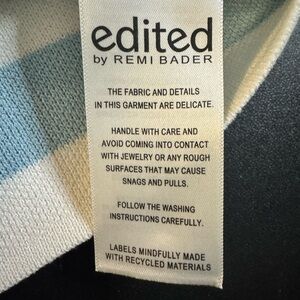 edited
by REMI BADER
THE FABRIC AND DETAILS
IN THIS GARMENT ARE DELICATE.
HANDLE WITH CARE AND
AVOID COMING INTO CONTACT
WITH JEWELRY OR ANY ROUGH
SURFACES THAT MAY CAUSE
SNAGS AND PULLS.
FOLLOW THE WASHING
INSTRUCTIONS CAREFULLY.
LABELS MINDFULLY MADE
WITH RECYCLED MATERIALS